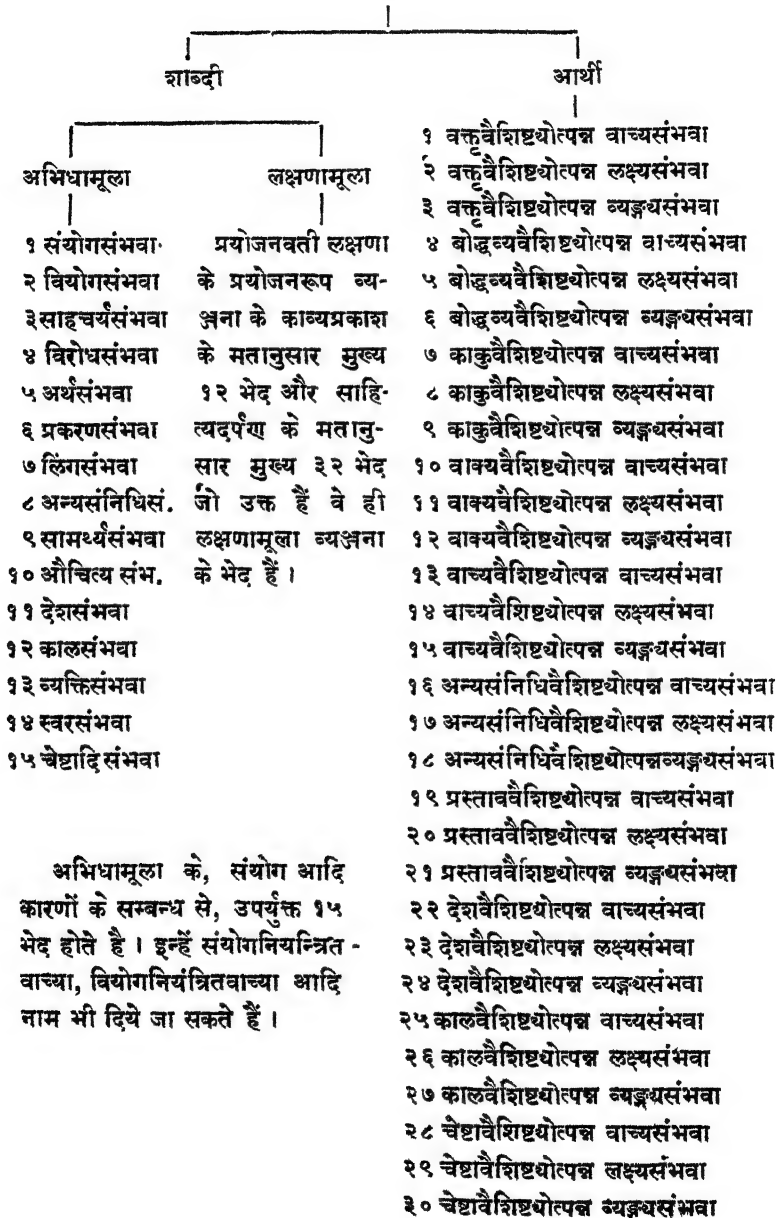 शाब्दी
आर्थी
अभिधामूला
लक्षणामूला
१ संयोगसंभवा
२ वियोगसंभवा
३ साहचर्यसंभवा
४ विरोधसंभवा
५ अर्थसंभवा
६ प्रकरणसंभवा
७ लिंगसंभवा
८ अन्यसंनिधिसं.
९ सामर्थ्यसंभवा
१० औचित्य संभ.
११ देशसंभवा
१२ कालसंभवा
१३ व्यक्तिसंभवा
१४ स्वरसंभवा
१५ चेष्टादिसंभवा
प्रयोजनवती लक्षणा
के प्रयोजनरूप व्य-
ञ्जना के काव्यप्रकाश
के मतानुसार मुख्य
१२ भेद और साहि-
त्यदर्पण के मतानु-
सार मुख्य ३२ भेद
जो उक्त हैं वे ही
लक्षणामूला व्यञ्जना
के भेद हैं ।
अभिधामूला के, संयोग आदि
कारणों के सम्बन्ध से, उपर्युक्त १५
भेद होते है । इन्हें संयोगनियन्त्रित-
वाच्या, वियोगनियंत्रितवाच्या आदि
नाम भी दिये जा सकते हैं ।
१ वक्तृवैशिष्ट्योत्पन्न वाच्यसंभवा
२ वक्तृवैशिष्ट्योत्पन्न लक्ष्यसंभवा
३ वक्तृवैशिष्ट्योत्पन्न व्यङ्ग्यसंभवा
४ बोद्धव्यवैशिष्ट्योत्पन्न वाच्यसंभवा
५ बोद्धव्यवैशिष्ट्योत्पन्न लक्ष्यसंभवा
६ बोद्धव्यवैशिष्ट्योत्पन्न व्यङ्ग्यसंभवा
७ काकुवैशिष्ट्योत्पन्न वाच्यसंभवा
८ काकुवैशिष्ट्योत्पन्न लक्ष्यसंभवा
९ काकुवैशिष्ट्योत्पन्न व्यङ्ग्यसंभवा
१० वाक्यवैशिष्ट्योत्पन्न वाच्यसंभवा
११ वाक्यवैशिष्ट्योत्पन्न लक्ष्यसंभवा
१२ वाक्यवैशिष्ट्योत्पन्न व्यङ्ग्यसंभवा
१३ वाच्यवैशिष्ट्योत्पन्न वाच्यसंभवा
१४ वाच्यवैशिष्ट्योत्पन्न लक्ष्यसंभवा
१५ वाच्यवैशिष्ट्योत्पन्न व्यङ्ग्यसंभवा
१६ अन्यसंनिधिवैशिष्ट्योत्पन्न वाच्यसंभवा
१७ अन्यसंनिधिवैशिष्ट्योत्पन्न लक्ष्यसंभवा
१८ अन्यसंनिधिवैशिष्ट्योत्पन्नव्यङ्ग्यसंभवा
१९ प्रस्ताववैशिष्ट्योत्पन्न वाच्यसंभवा
२० प्रस्ताववैशिष्ट्योत्पन्न लक्ष्यसंभवा
२१ प्रस्ताववैशिष्ट्योत्पन्न व्यङ्ग्यसंभवा
२२ देशवैशिष्ट्योत्पन्न वाच्यसंभवा
२३ देशवैशिष्ट्योत्पन्न लक्ष्यसंभवा
२४ देशवैशिष्ट्योत्पन्न व्यङ्ग्यसंभवा
२५ कालवैशिष्ट्योत्पन्न वाच्यसंभवा
२६ कालवैशिष्ट्योत्पन्न लक्ष्यसंभवा
२७ कालवैशिष्ट्योत्पन्न व्यङ्ग्यसंभवा
२८ चेष्टावैशिष्ट्योत्पन्न वाच्यसंभवा
२९ चेष्टावैशिष्ट्योत्पन्न लक्ष्यसंभवा
३० चेष्टावैशिष्ट्योत्पन्न व्यङ्ग्यसंभवा